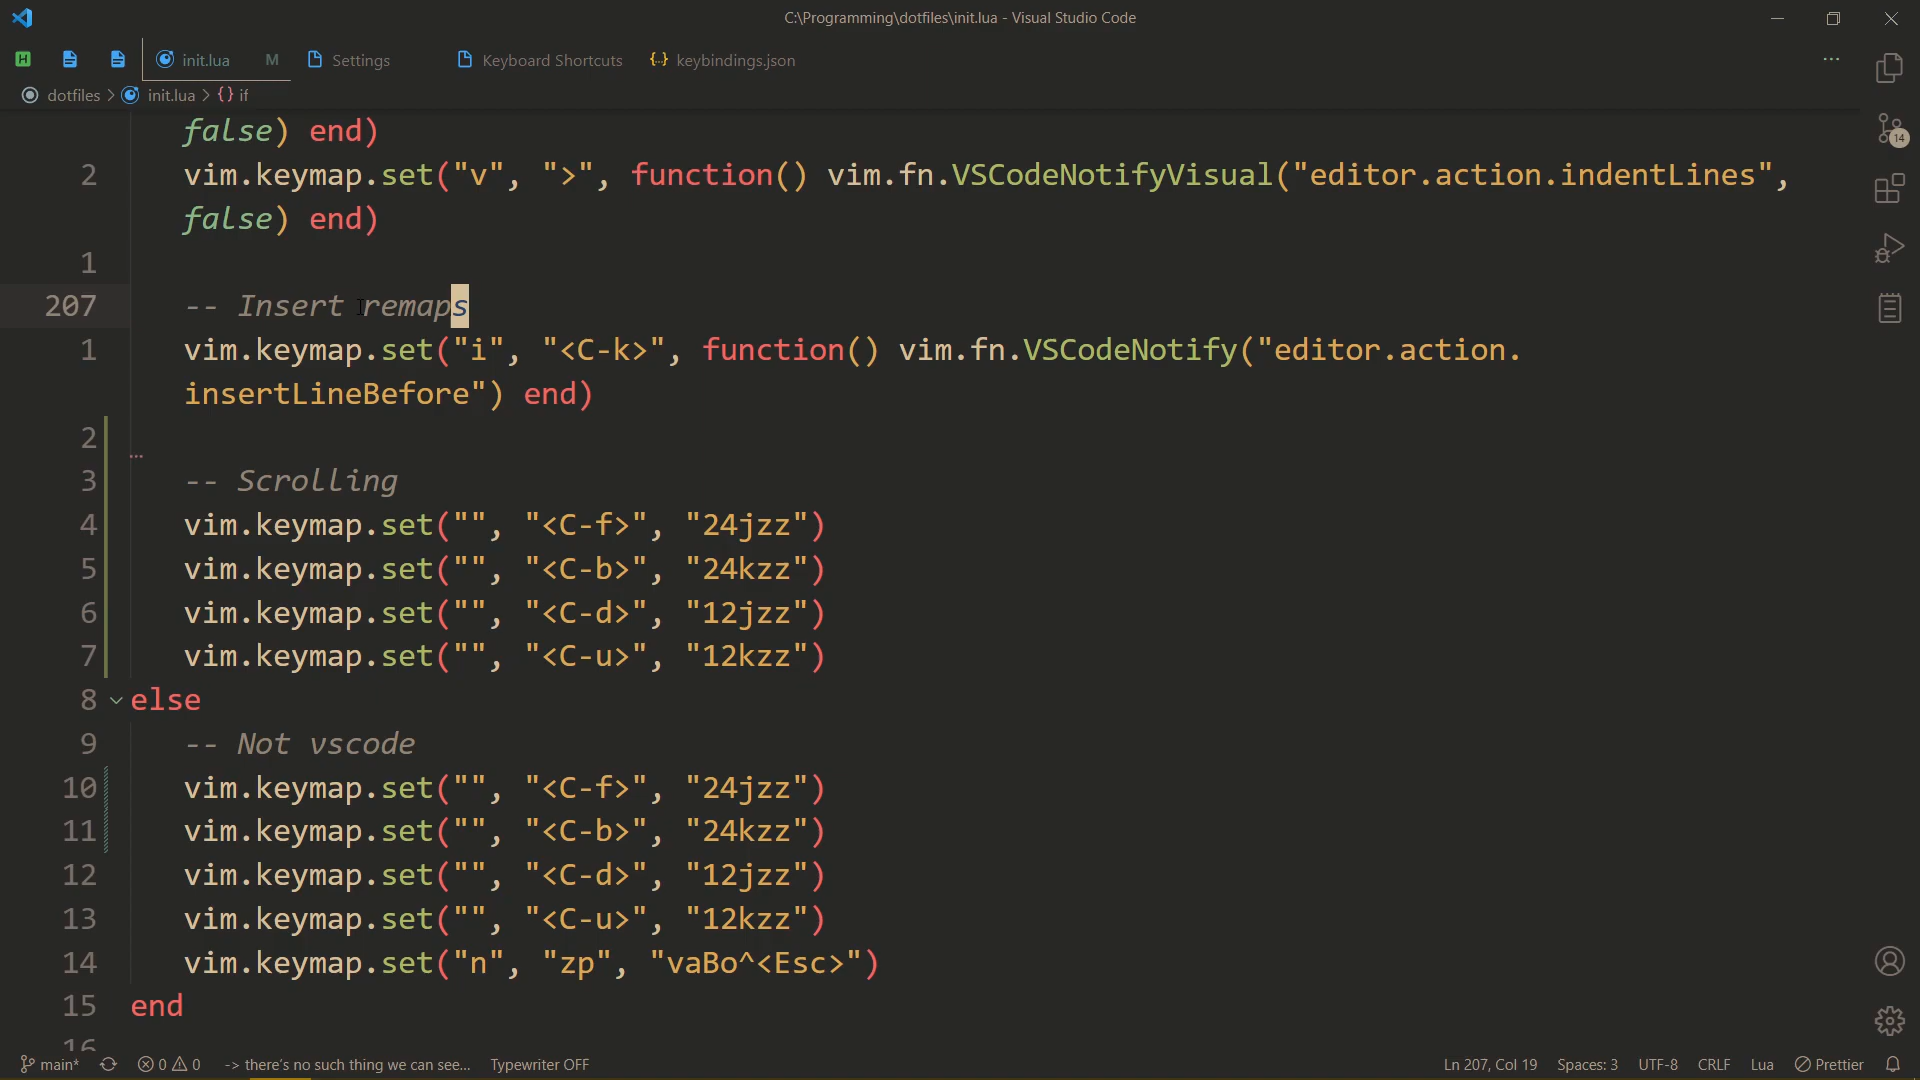 C:\Programming\dotfiles\init.lua - Visual Studio Code
H init.lua M Settings Keyboard Shortcuts {··} keybindings.json ···
dotfiles > init.lua > {} if
false) end)
2 vim.keymap.set("v", ">", function() vim.fn.VSCodeNotifyVisual("editor.action.indentLines",
false) end)
1
207 -- Insert remaps
1 vim.keymap.set("i", "<C-k>", function() vim.fn.VSCodeNotify("editor.action.
insertLineBefore") end)
2
3 -- Scrolling
4 vim.keymap.set("", "<C-f>", "24jzz")
5 vim.keymap.set("", "<C-b>", "24kzz")
6 vim.keymap.set("", "<C-d>", "12jzz")
7 vim.keymap.set("", "<C-u>", "12kzz")
8 else
9 -- Not vscode
10 vim.keymap.set("", "<C-f>", "24jzz")
11 vim.keymap.set("", "<C-b>", "24kzz")
12 vim.keymap.set("", "<C-d>", "12jzz")
13 vim.keymap.set("", "<C-u>", "12kzz")
14 vim.keymap.set("n", "zp", "vaBo^<Esc>")
15 end
16
14
main* 0 0 -> there's no such thing we can see... Typewriter OFF Ln 207, Col 19 Spaces: 3 UTF-8 CRLF Lua Prettier